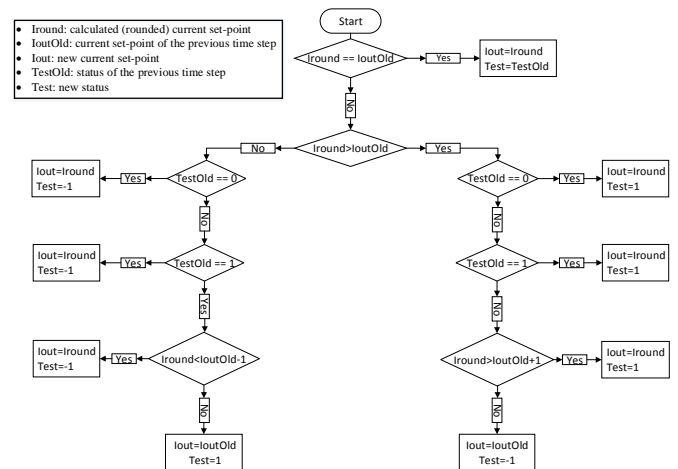 • Iround: calculated (rounded) current set-point
• IoutOld: current set-point of the previous time step
• Iout: new current set-point
• TestOld: status of the previous time step
• Test: new status
Start
Iround == IoutOld
Yes
Iout=Iround
Test=TestOld
No
No
Iround>IoutOld
Yes
Iout=Iround
Test=-1
Yes
TestOld == 0
TestOld == 0
Yes
Iout=Iround
Test=1
No
No
Iout=Iround
Test=-1
Yes
TestOld == 1
TestOld == 1
Yes
Iout=Iround
Test=1
Yes
No
Iout=Iround
Test=-1
Yes
Iround<IoutOld-1
Iround>IoutOld+1
Yes
Iout=Iround
Test=1
No
No
Iout=IoutOld
Test=1
Iout=IoutOld
Test=-1